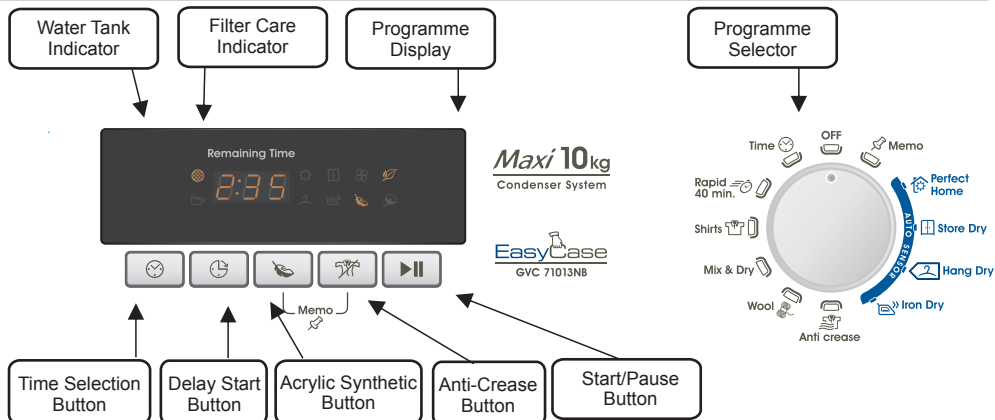 Water Tank
Indicator
Filter Care
Indicator
Programme
Display
Programme
Selector
Remaining Time
2:35
Maxi 10kg
Condenser System
EasyCase
GVC 71013NB
Memo
OFF
Time
Memo
Rapid
40 min.
Perfect
Home
Shirts
Store Dry
AUTO SENSOR
Mix & Dry
Hang Dry
Wool
Iron Dry
Anti crease
Time Selection
Button
Delay Start
Button
Acrylic Synthetic
Button
Anti-Crease
Button
Start/Pause
Button